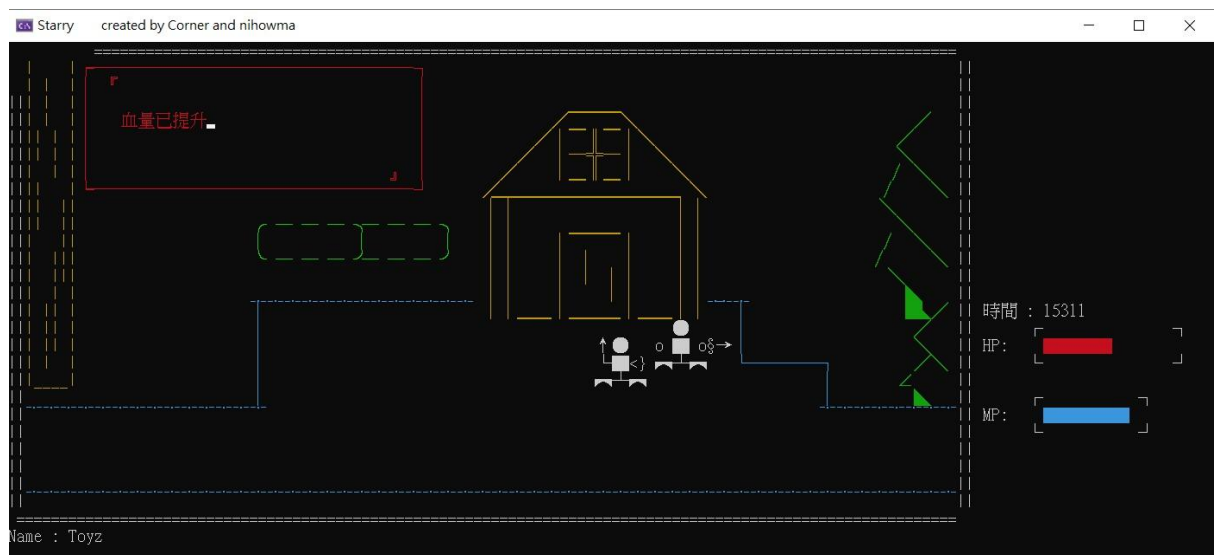 Starry created by Corner and nihowma
『
血量已提升
』
時間 : 15311
HP:
MP:
Name : Toyz